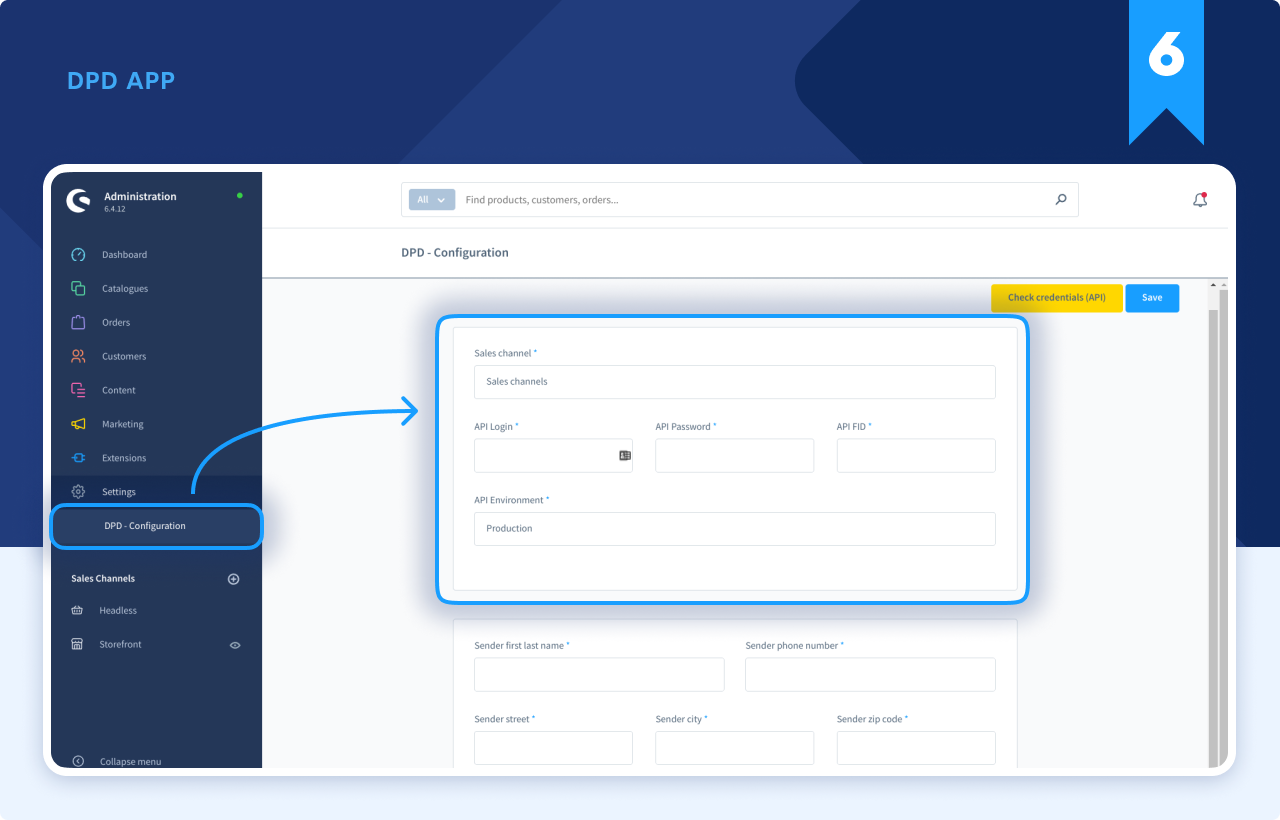 DPD APP
6
Administration
6.4.12
All
Find products, customers, orders...
Dashboard
Catalogues
Orders
Customers
Content
Marketing
Extensions
Settings
DPD - Configuration
Sales Channels
Headless
Storefront
Collapse menu
DPD - Configuration
Check credentials (API)
Save
Sales channel *
Sales channels
API Login * API Password * API FID *
API Environment *
Production
Sender first last name * Sender phone number *
Sender street * Sender city * Sender zip code *